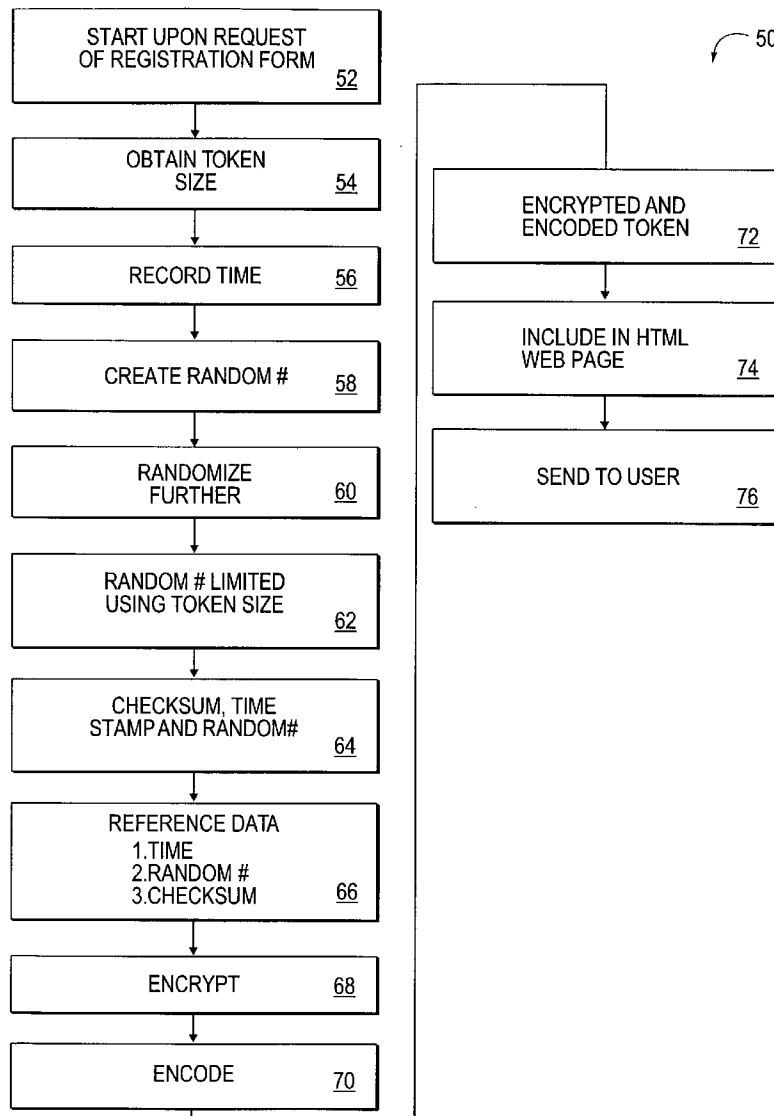 START UPON REQUEST
OF REGISTRATION FORM
52
OBTAIN TOKEN
SIZE
54
RECORD TIME
56
CREATE RANDOM #
58
RANDOMIZE
FURTHER
60
RANDOM # LIMITED
USING TOKEN SIZE
62
CHECKSUM, TIME
STAMP AND RANDOM#
64
REFERENCE DATA
1.TIME
2.RANDOM #
3.CHECKSUM
66
ENCRYPT
68
ENCODE
70
50
ENCRYPTED AND
ENCODED TOKEN
72
INCLUDE IN HTML
WEB PAGE
74
SEND TO USER
76